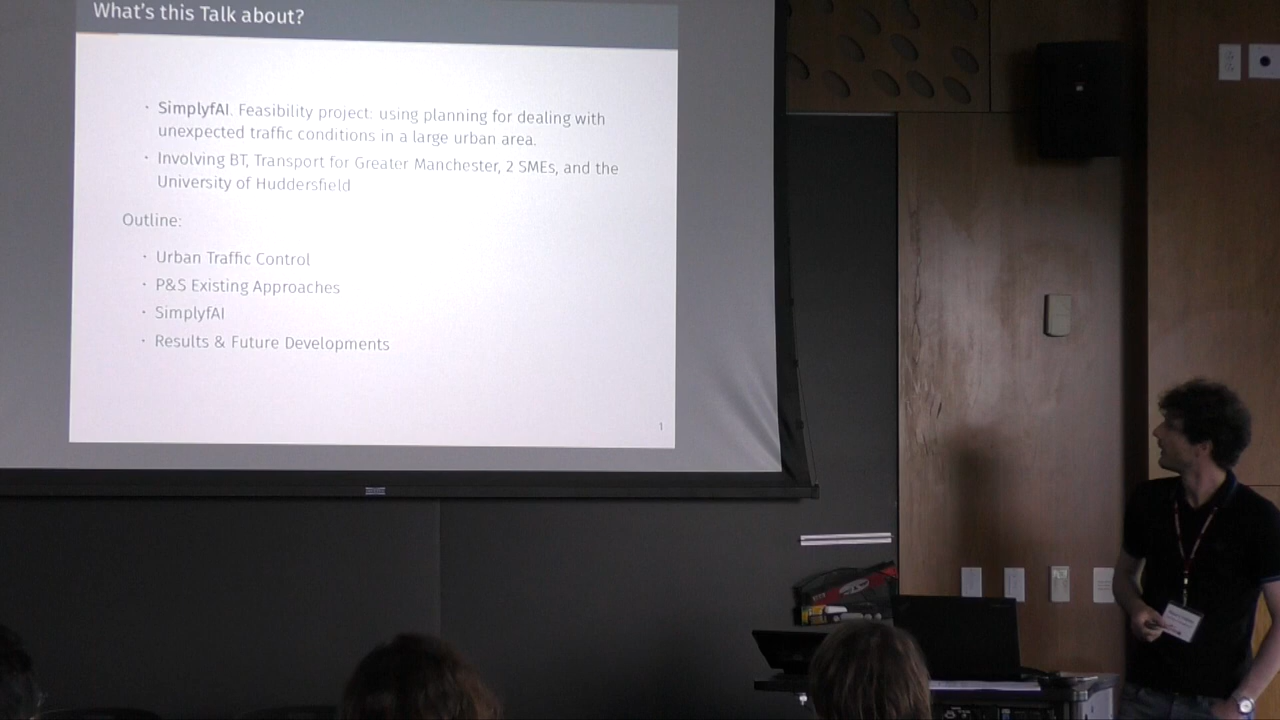 What's this Talk about?
· SimplyfAI. Feasibility project: using planning for dealing with
unexpected traffic conditions in a large urban area.
· Involving BT, Transport for Greater Manchester, 2 SMEs, and the
University of Huddersfield
Outline:
· Urban Traffic Control
· P&S Existing Approaches
· SimplyfAI
· Results & Future Developments
1